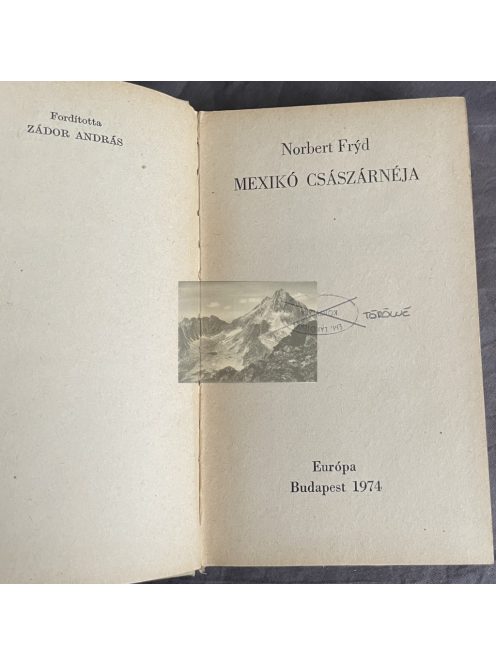 Fordította
ZÁDOR ANDRÁS
Norbert Frýd
MEXIKÓ CSÁSZÁRNÉJA
TÖRÖLVE
Európa
Budapest 1974